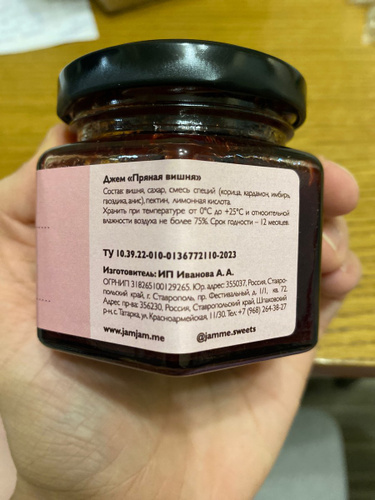 Джем «Пряная вишня»
Состав: вишня, сахар, смесь специй (корица, кардамон, имбирь,
гвоздика, анис), пектин, лимонная кислота.
Хранить при температуре от 0°C до +25°C и относительной
влажности воздуха не более 75%. Срок годности – 12 месяцев.
ТУ 10.39.22-010-0136772110-2023
Изготовитель: ИП Иванова А. А.
ОГРНИП 318265100129265. Юр. адрес: 355037, Россия, Ставро-
польский край, г. Ставрополь, пр. Фестивальный, д. 1/1, кв. 72.
Адрес пр-ва: 356230, Россия, Ставропольский край, Шпаковский
р-н, с. Татарка, ул. Красноармейская, 11/30. Тел: +7 (968) 264-38-27
www.jamjam.me @jamme.sweets